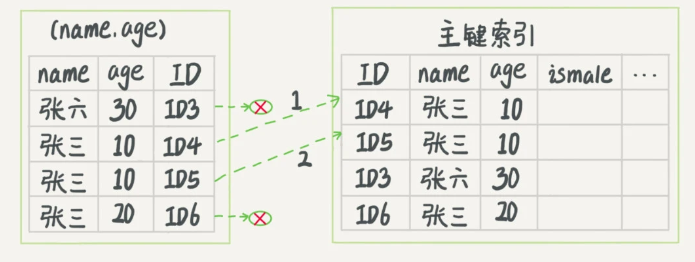 (name.age)
name age ID
张六 30 ID3
张三 10 ID4
张三 10 ID5
张三 20 ID6
1
2
主键索引
ID name age ismale ...
ID4 张三 10
ID5 张三 10
ID3 张六 30
ID6 张三 20